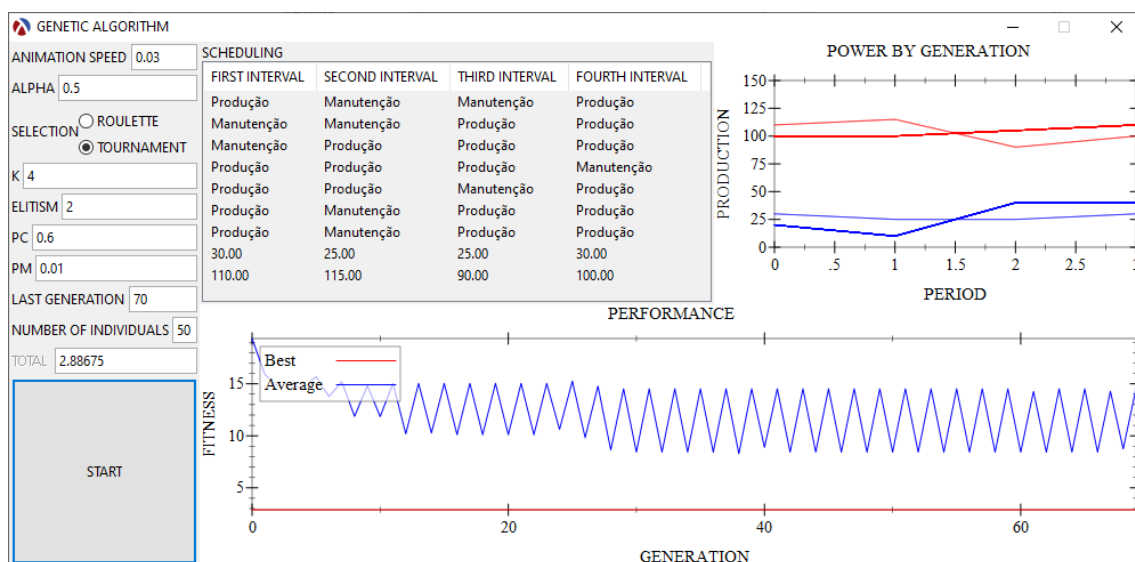 GENETIC ALGORITHM
ANIMATION SPEED 0.03
ALPHA 0.5
SELECTION ROULETTE
TOURNAMENT
K 4
ELITISM 2
PC 0.6
PM 0.01
LAST GENERATION 70
NUMBER OF INDIVIDUALS 50
TOTAL 2.88675
START
SCHEDULING
FIRST INTERVAL SECOND INTERVAL THIRD INTERVAL FOURTH INTERVAL
Produção Manutenção Manutenção Produção
Manutenção Manutenção Produção Produção
Manutenção Produção Produção Produção
Produção Produção Produção Manutenção
Produção Produção Manutenção Produção
Produção Manutenção Produção Produção
Produção Manutenção Produção Produção
30.00 25.00 25.00 30.00
110.00 115.00 90.00 100.00
POWER BY GENERATION
PRODUCTION
150
125
100
75
50
25
0
0 .5 1 1.5 2 2.5 3
PERIOD
PERFORMANCE
Best
Average
FITNESS
15
10
5
0 20 40 60
GENERATION